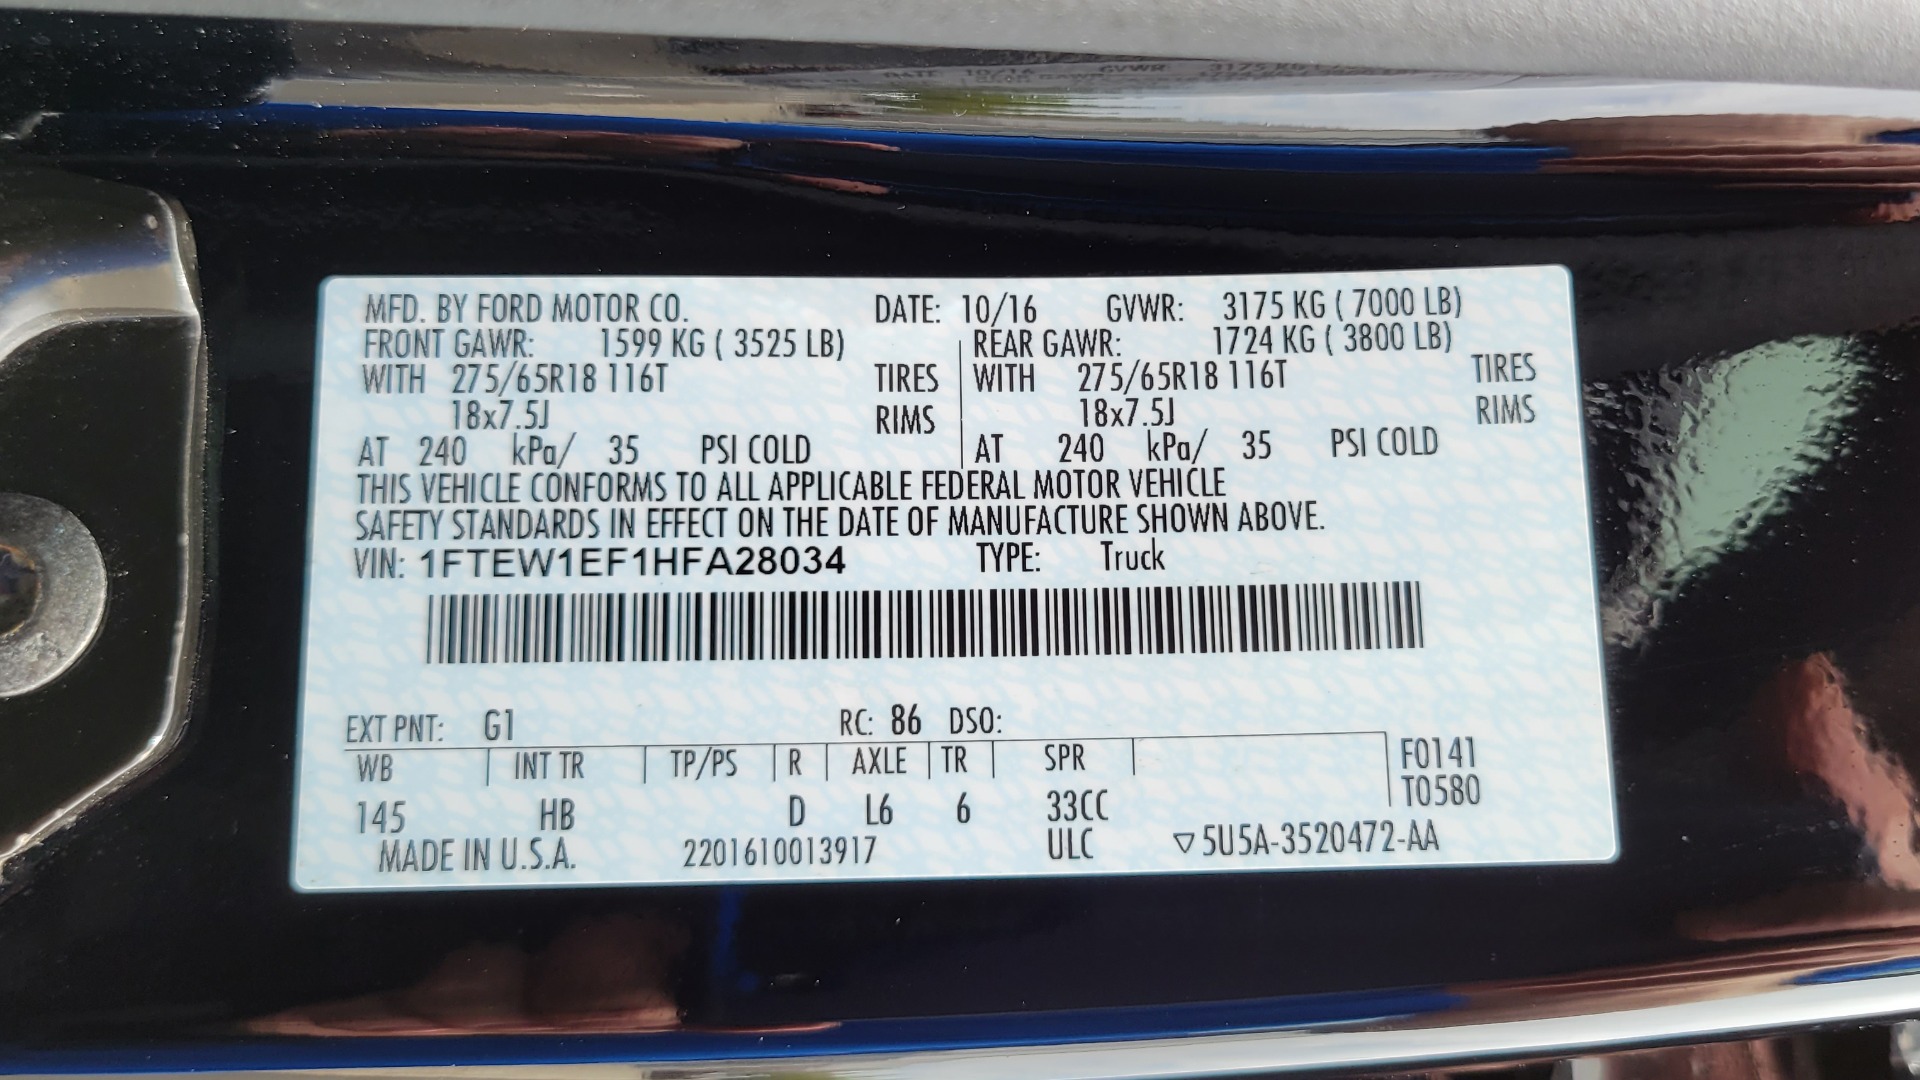 MFD. BY FORD MOTOR CO. DATE: 10/16 GVWR: 3175 KG ( 7000 LB)
FRONT GAWR: 1599 KG ( 3525 LB) REAR GAWR: 1724 KG ( 3800 LB)
WITH 275/65R18 116T TIRES WITH 275/65R18 116T TIRES
18x7.5J RIMS 18x7.5J RIMS
AT 240 kPa/ 35 PSI COLD AT 240 kPa/ 35 PSI COLD
THIS VEHICLE CONFORMS TO ALL APPLICABLE FEDERAL MOTOR VEHICLE
SAFETY STANDARDS IN EFFECT ON THE DATE OF MANUFACTURE SHOWN ABOVE.
VIN: 1FTEW1EF1HFA28034 TYPE: Truck
EXT PNT: G1 RC: 86 DSO:
WB INT TR TP/PS R AXLE TR SPR F0141
T0580
145 HB D L6 6 33CC
MADE IN U.S.A. 2201610013917 ULC ▽5U5A-3520472-AA